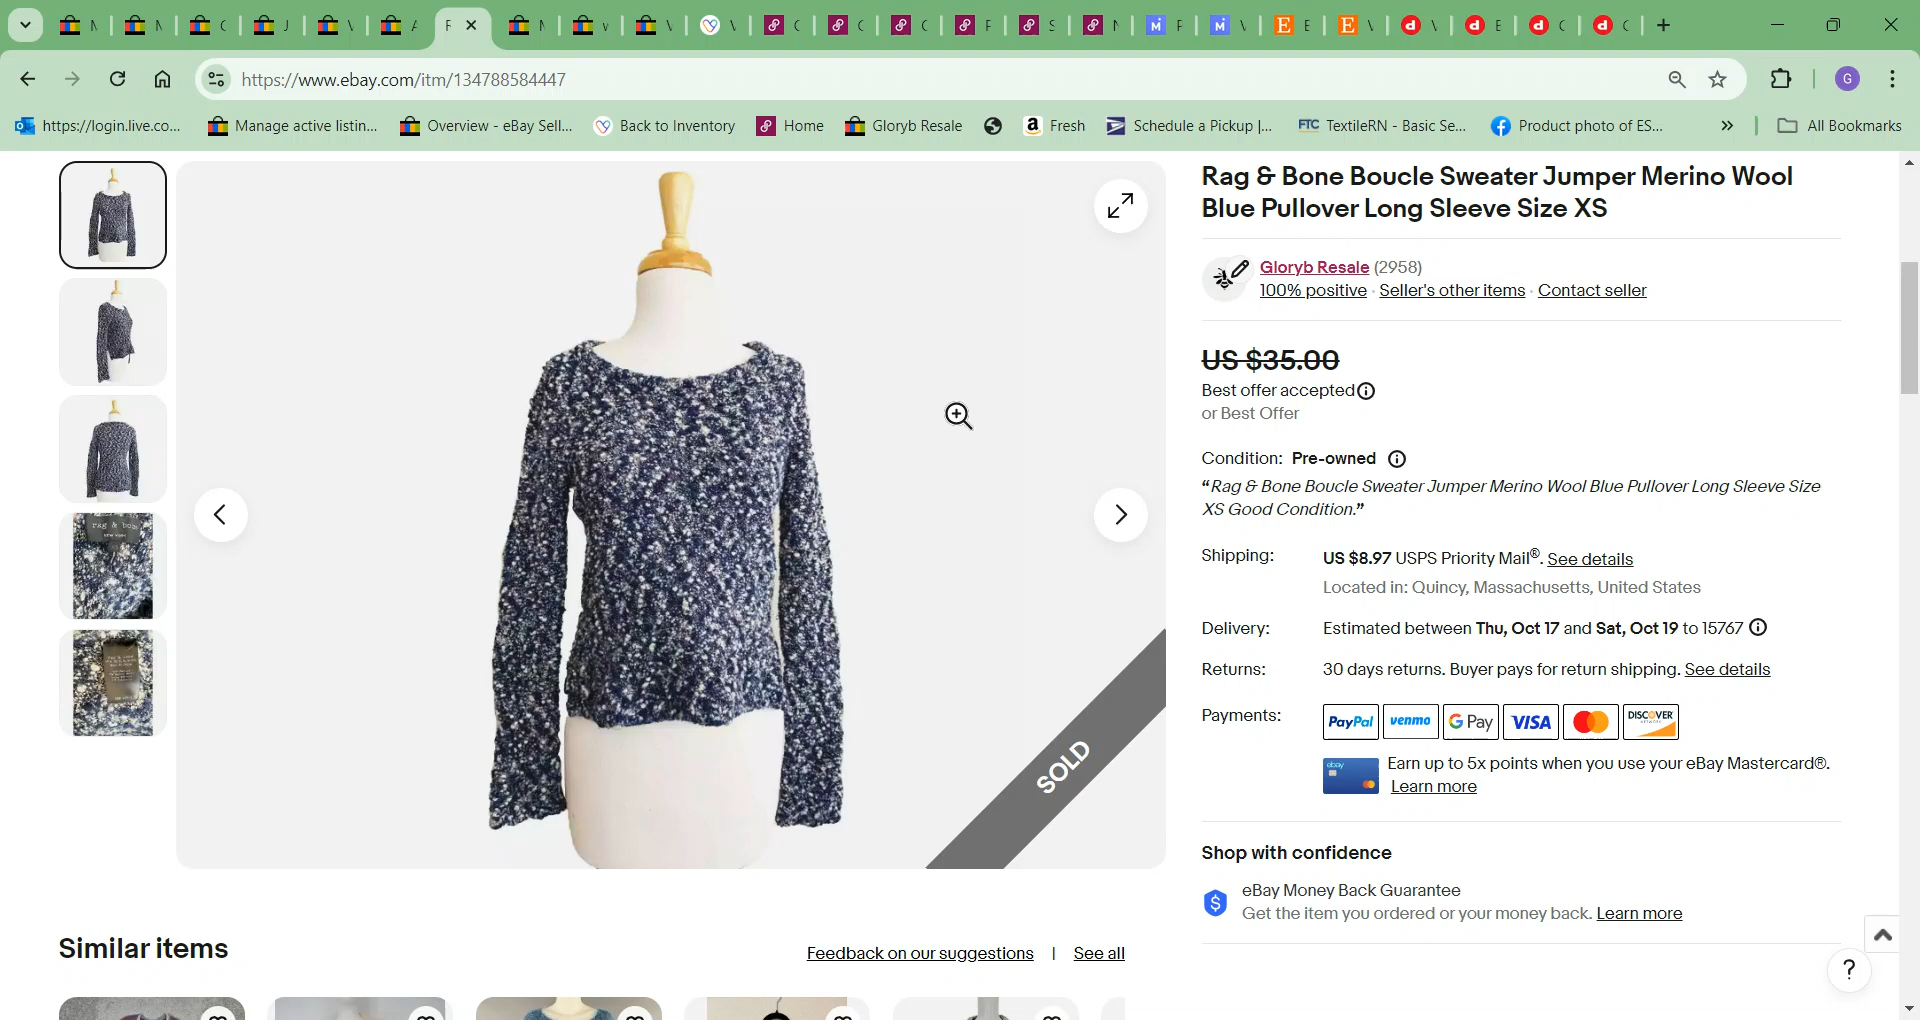 https://www.ebay.com/itm/134788584447
G
https://login.live.co...
Manage active listin...
Overview - eBay Sell...
Back to Inventory
Home
Gloryb Resale
Fresh
Schedule a Pickup |...
FTC TextileRN - Basic Se...
Product photo of ES...
»
All Bookmarks
Rag & Bone Boucle Sweater Jumper Merino Wool
Blue Pullover Long Sleeve Size XS
Gloryb Resale (2958)
100% positive · Seller's other items · Contact seller
US $35.00
Best offer accepted
or Best Offer
Condition: Pre-owned
“Rag & Bone Boucle Sweater Jumper Merino Wool Blue Pullover Long Sleeve Size
XS Good Condition.”
Shipping: US $8.97 USPS Priority Mail®. See details
Located in: Quincy, Massachusetts, United States
Delivery: Estimated between Thu, Oct 17 and Sat, Oct 19 to 15767
Returns: 30 days returns. Buyer pays for return shipping. See details
Payments: PayPal venmo G Pay VISA DISCOVER
ebay
Earn up to 5x points when you use your eBay Mastercard®.
Learn more
Shop with confidence
eBay Money Back Guarantee
Get the item you ordered or your money back. Learn more
rag & bone
NEW YORK
SOLD
Similar items
Feedback on our suggestions | See all
?